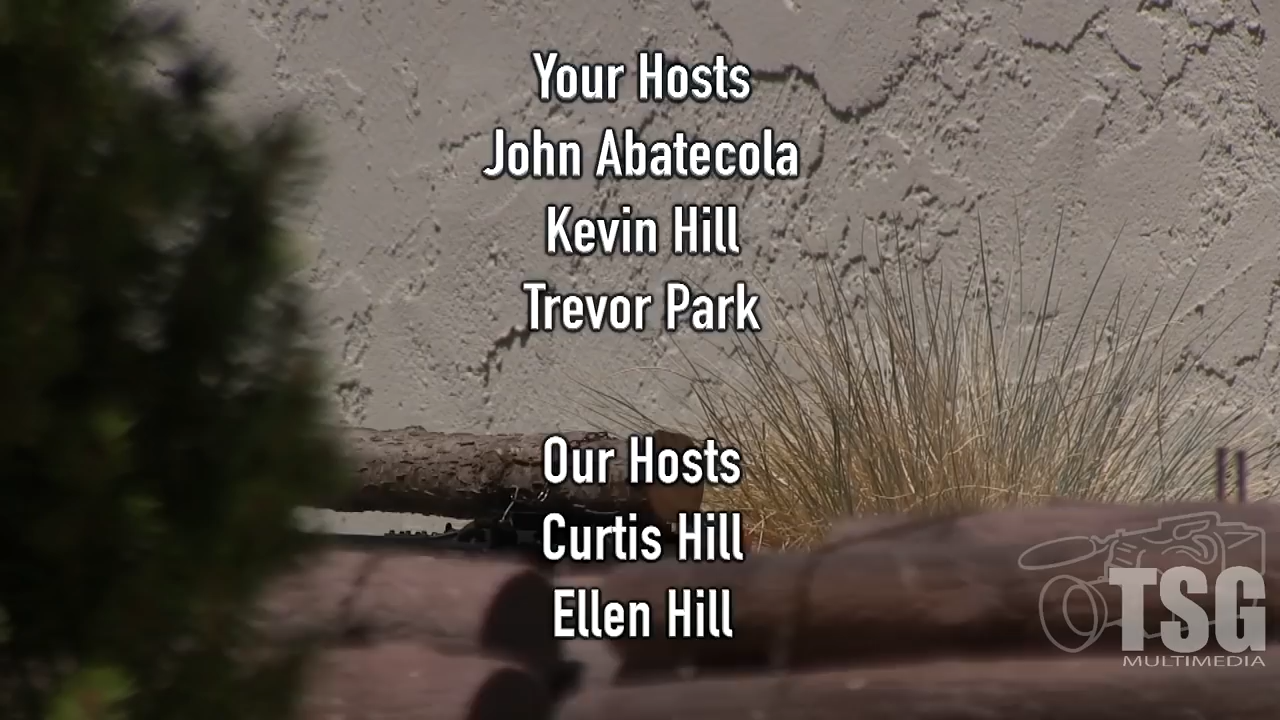 Your Hosts
John Abatecola
Kevin Hill
Trevor Park
Our Hosts
Curtis Hill
Ellen Hill
TSG
MULTIMEDIA